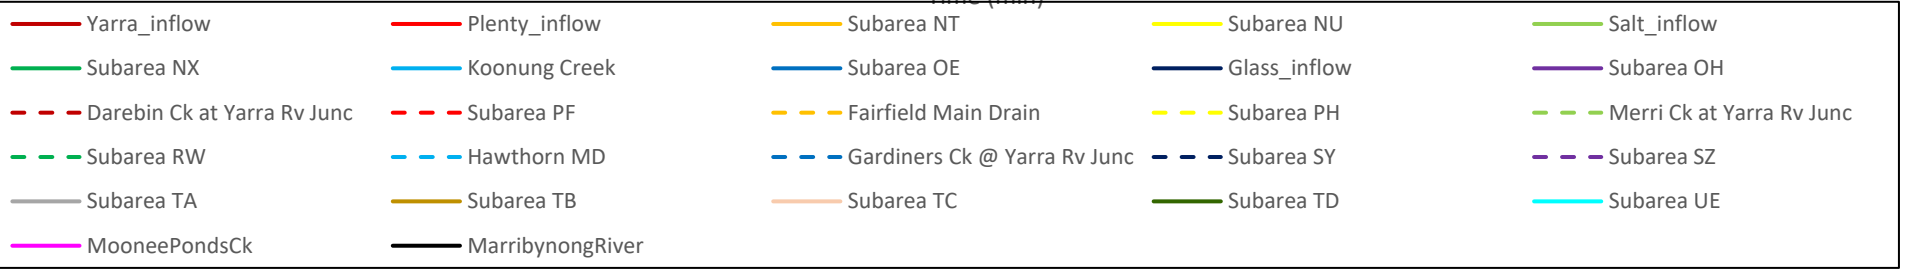 Time (min)
Yarra_inflow Plenty_inflow Subarea NT Subarea NU Salt_inflow
Subarea NX Koonung Creek Subarea OE Glass_inflow Subarea OH
Darebin Ck at Yarra Rv Junc Subarea PF Fairfield Main Drain Subarea PH Merri Ck at Yarra Rv Junc
Subarea RW Hawthorn MD Gardiners Ck @ Yarra Rv Junc Subarea SY Subarea SZ
Subarea TA Subarea TB Subarea TC Subarea TD Subarea UE
MooneePondsCk MarribynongRiver